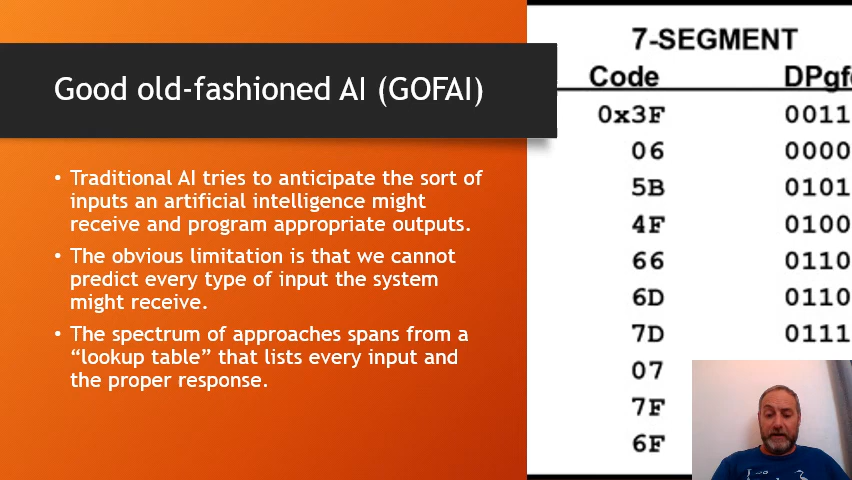 Good old-fashioned AI (GOFAI)
• Traditional AI tries to anticipate the sort of
inputs an artificial intelligence might
receive and program appropriate outputs.
• The obvious limitation is that we cannot
predict every type of input the system
might receive.
• The spectrum of approaches spans from a
“lookup table” that lists every input and
the proper response.
7-SEGMENT
Code DPgf
0x3F 0011
06 0000
5B 0101
4F 0100
66 0110
6D 0110
7D 0111
07
7F
6F